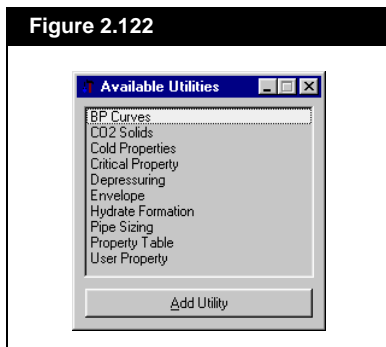 Figure 2.122
Available Utilities
BP Curves
CO2 Solids
Cold Properties
Critical Property
Depressuring
Envelope
Hydrate Formation
Pipe Sizing
Property Table
User Property
Add Utility